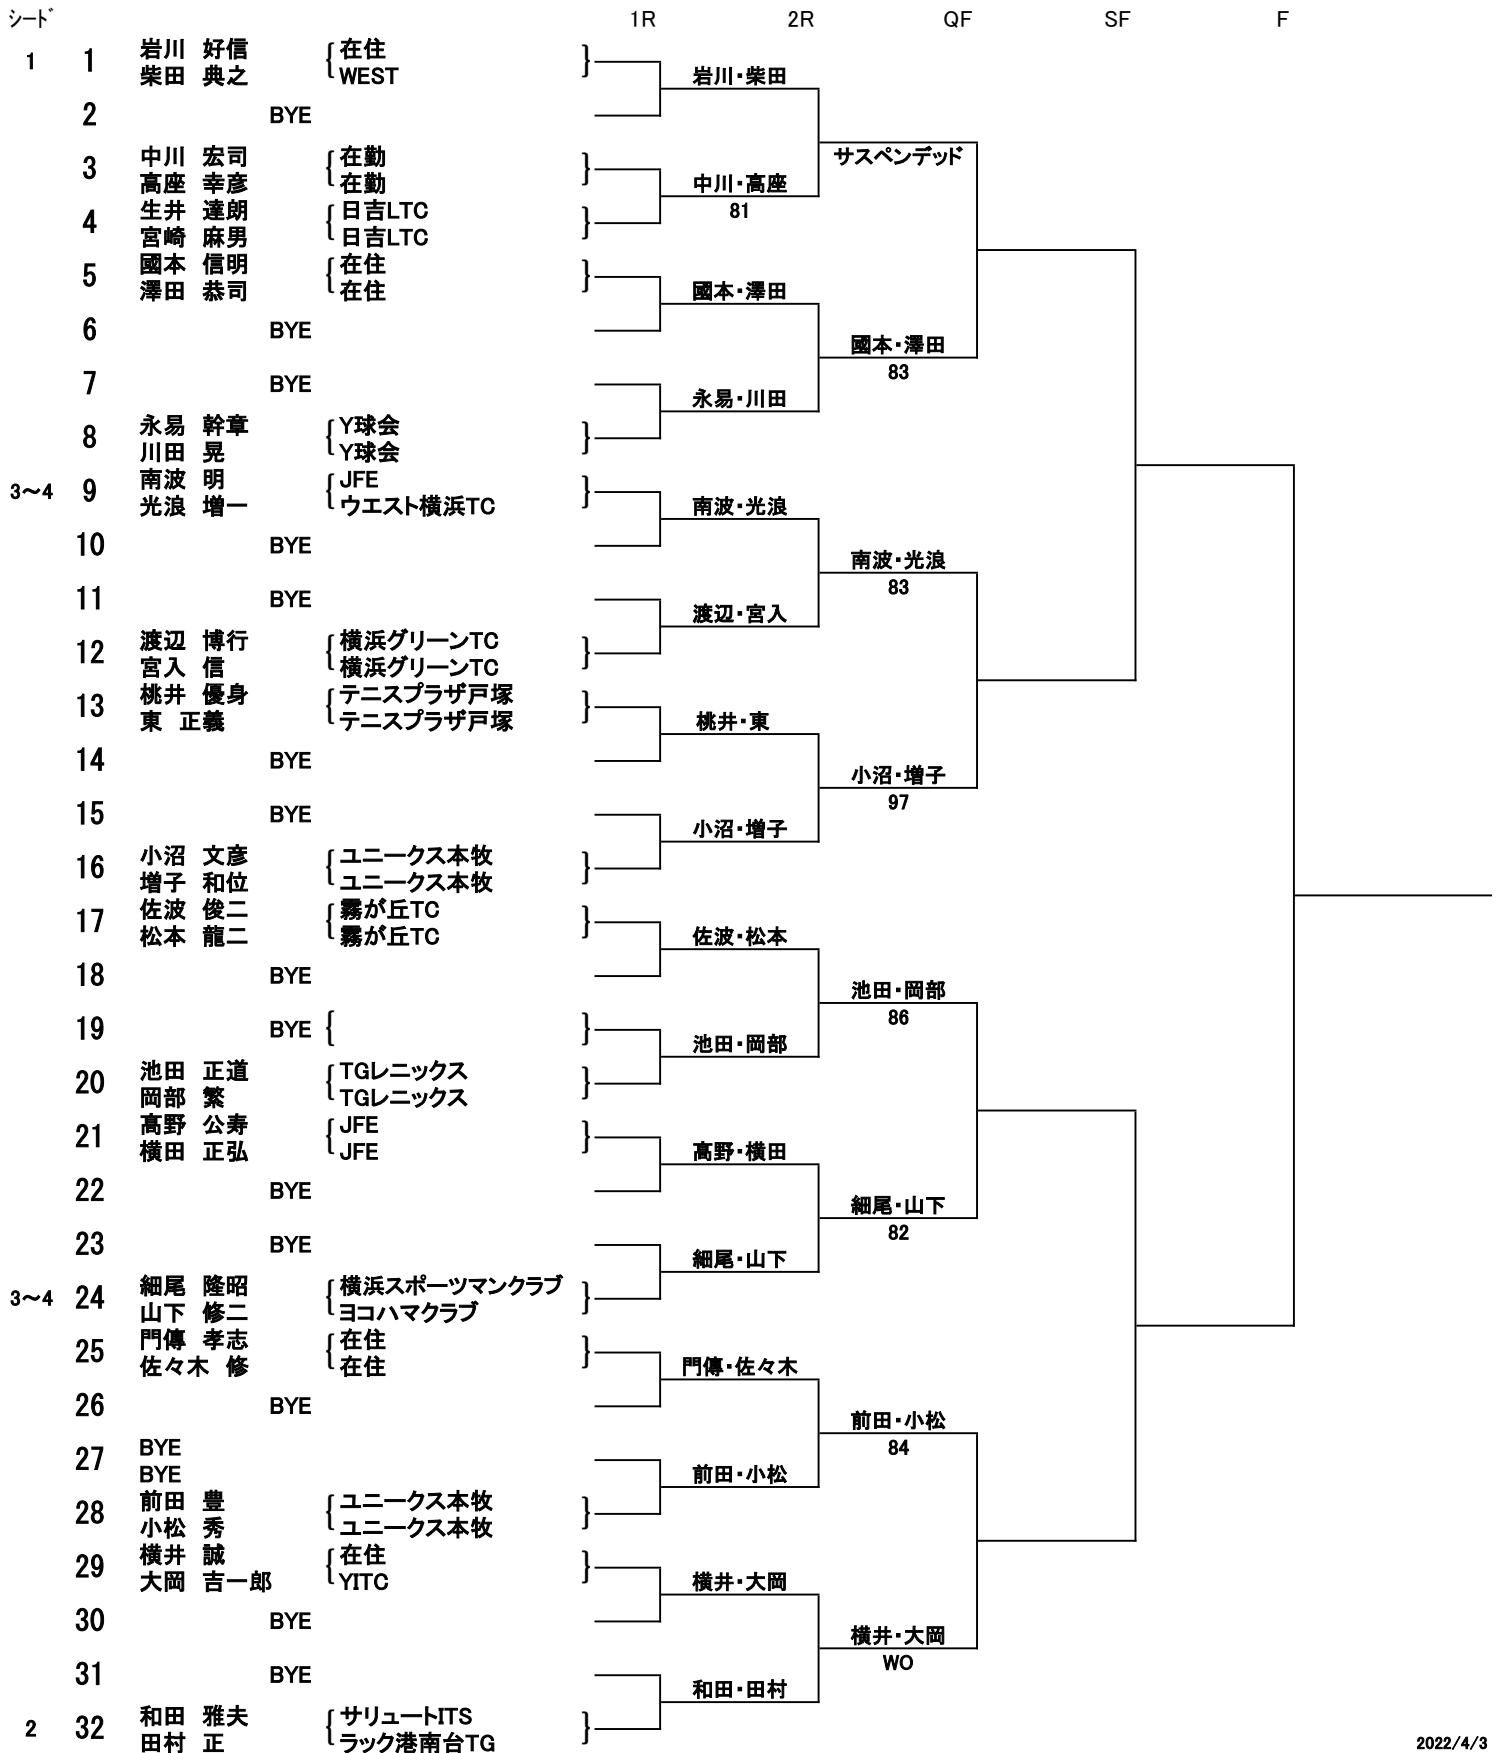 ｼｰﾄﾞ 1R 2R QF SF F
岩川 好信 在住
1 1
柴田 典之 WEST 岩川・柴田
2 BYE
サスペンデッド
中川 宏司 在勤
3
高座 幸彦 在勤 中川・高座
81
生井 達朗 日吉LTC
4
宮崎 麻男 日吉LTC
國本 信明 在住
5
澤田 恭司 在住 國本・澤田
6 BYE
國本・澤田
83
7 BYE
永易・川田
永易 幹章 Y球会
8
川田 晃 Y球会
南波 明 JFE
3～4 9
光浪 増一 ウエスト横浜TC 南波・光浪
10 BYE
南波・光浪
83
11 BYE
渡辺・宮入
渡辺 博行 横浜グリーンTC
12
宮入 信 横浜グリーンTC
桃井 優身 テニスプラザ戸塚
13
東 正義 テニスプラザ戸塚 桃井・東
14 BYE
小沼・増子
97
15 BYE
小沼・増子
小沼 文彦 ユニークス本牧
16
増子 和位 ユニークス本牧
佐波 俊二 霧が丘TC
17
松本 龍二 霧が丘TC 佐波・松本
18 BYE
池田・岡部
86
19 BYE
池田・岡部
池田 正道 TGレニックス
20
岡部 繁 TGレニックス
高野 公寿 JFE
21
横田 正弘 JFE 高野・横田
22 BYE
細尾・山下
82
23 BYE
細尾・山下
細尾 隆昭 横浜スポーツマンクラブ
3～4 24
山下 修二 ヨコハマクラブ
門傳 孝志 在住
25
佐々木 修 在住 門傳・佐々木
26 BYE
前田・小松
84
BYE
27
BYE 前田・小松
前田 豊 ユニークス本牧
28
小松 秀 ユニークス本牧
横井 誠 在住
29
大岡 吉一郎 YITC 横井・大岡
30 BYE
横井・大岡
WO
31 BYE
和田・田村
和田 雅夫 サリュートITS
2 32
田村 正 ラック港南台TG
2022/4/3